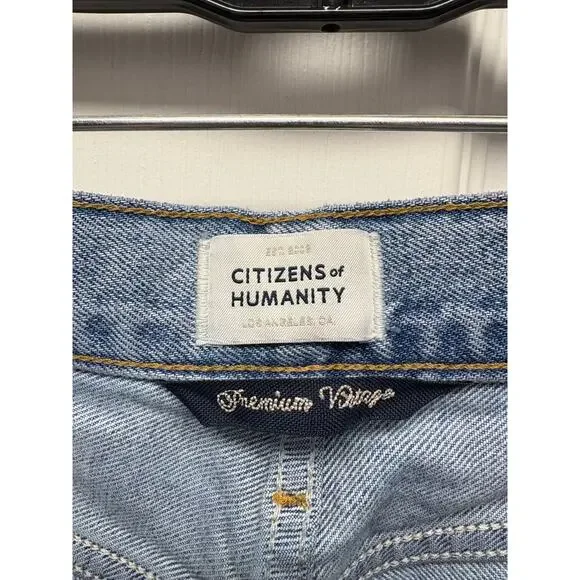 EST. 2003
CITIZENS of
HUMANITY
LOS ANGELES, CA.
Premium Vintage